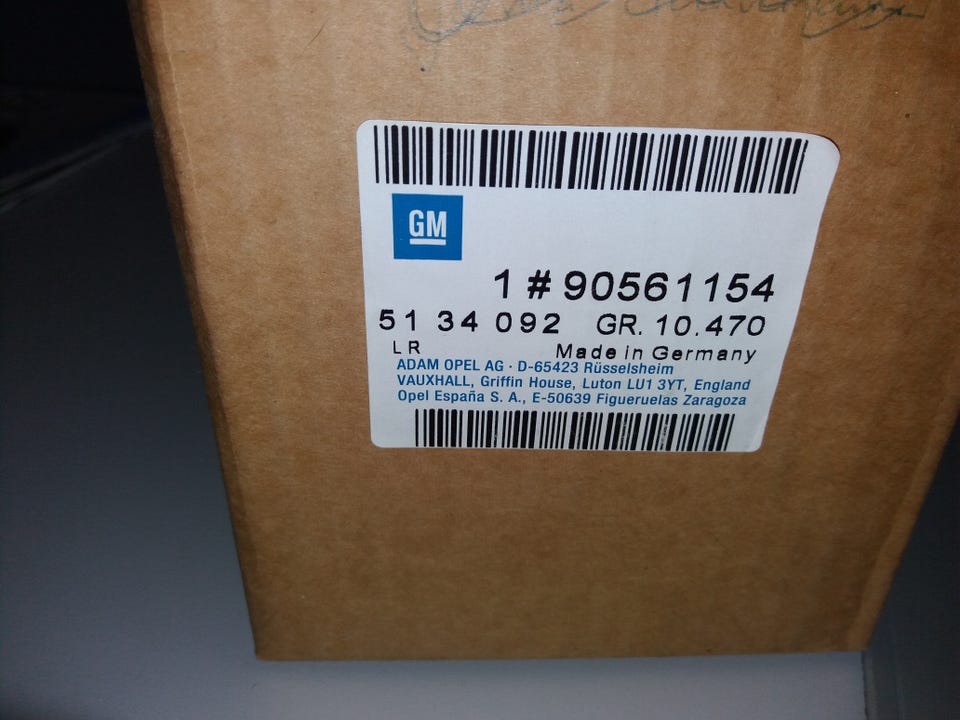 GM
1 # 90561154
51 34 092 GR. 10.470
LR Made in Germany
ADAM OPEL AG · D-65423 Rüsselsheim
VAUXHALL, Griffin House, Luton LU1 3YT, England
Opel España S. A., E-50639 Figueruelas Zaragoza